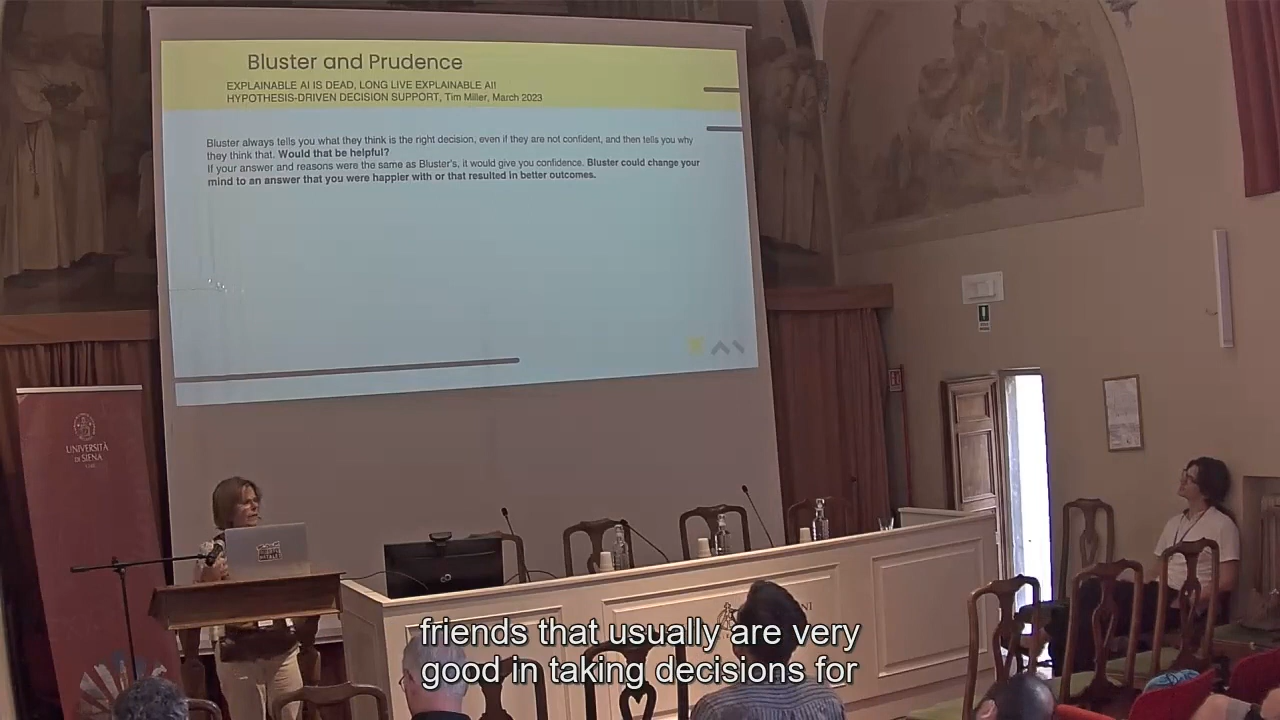 Bluster and Prudence
EXPLAINABLE AI IS DEAD, LONG LIVE EXPLAINABLE AI!
HYPOTHESIS-DRIVEN DECISION SUPPORT, Tim Miller, March 2023
Bluster always tells you what they think is the right decision, even if they are not confident, and then tells you why
they think that. Would that be helpful?
If your answer and reasons were the same as Bluster's, it would give you confidence. Bluster could change your
mind to an answer that you were happier with or that resulted in better outcomes.
UNIVERSITÀ
DI SIENA
friends that usually are very
good in taking decisions for